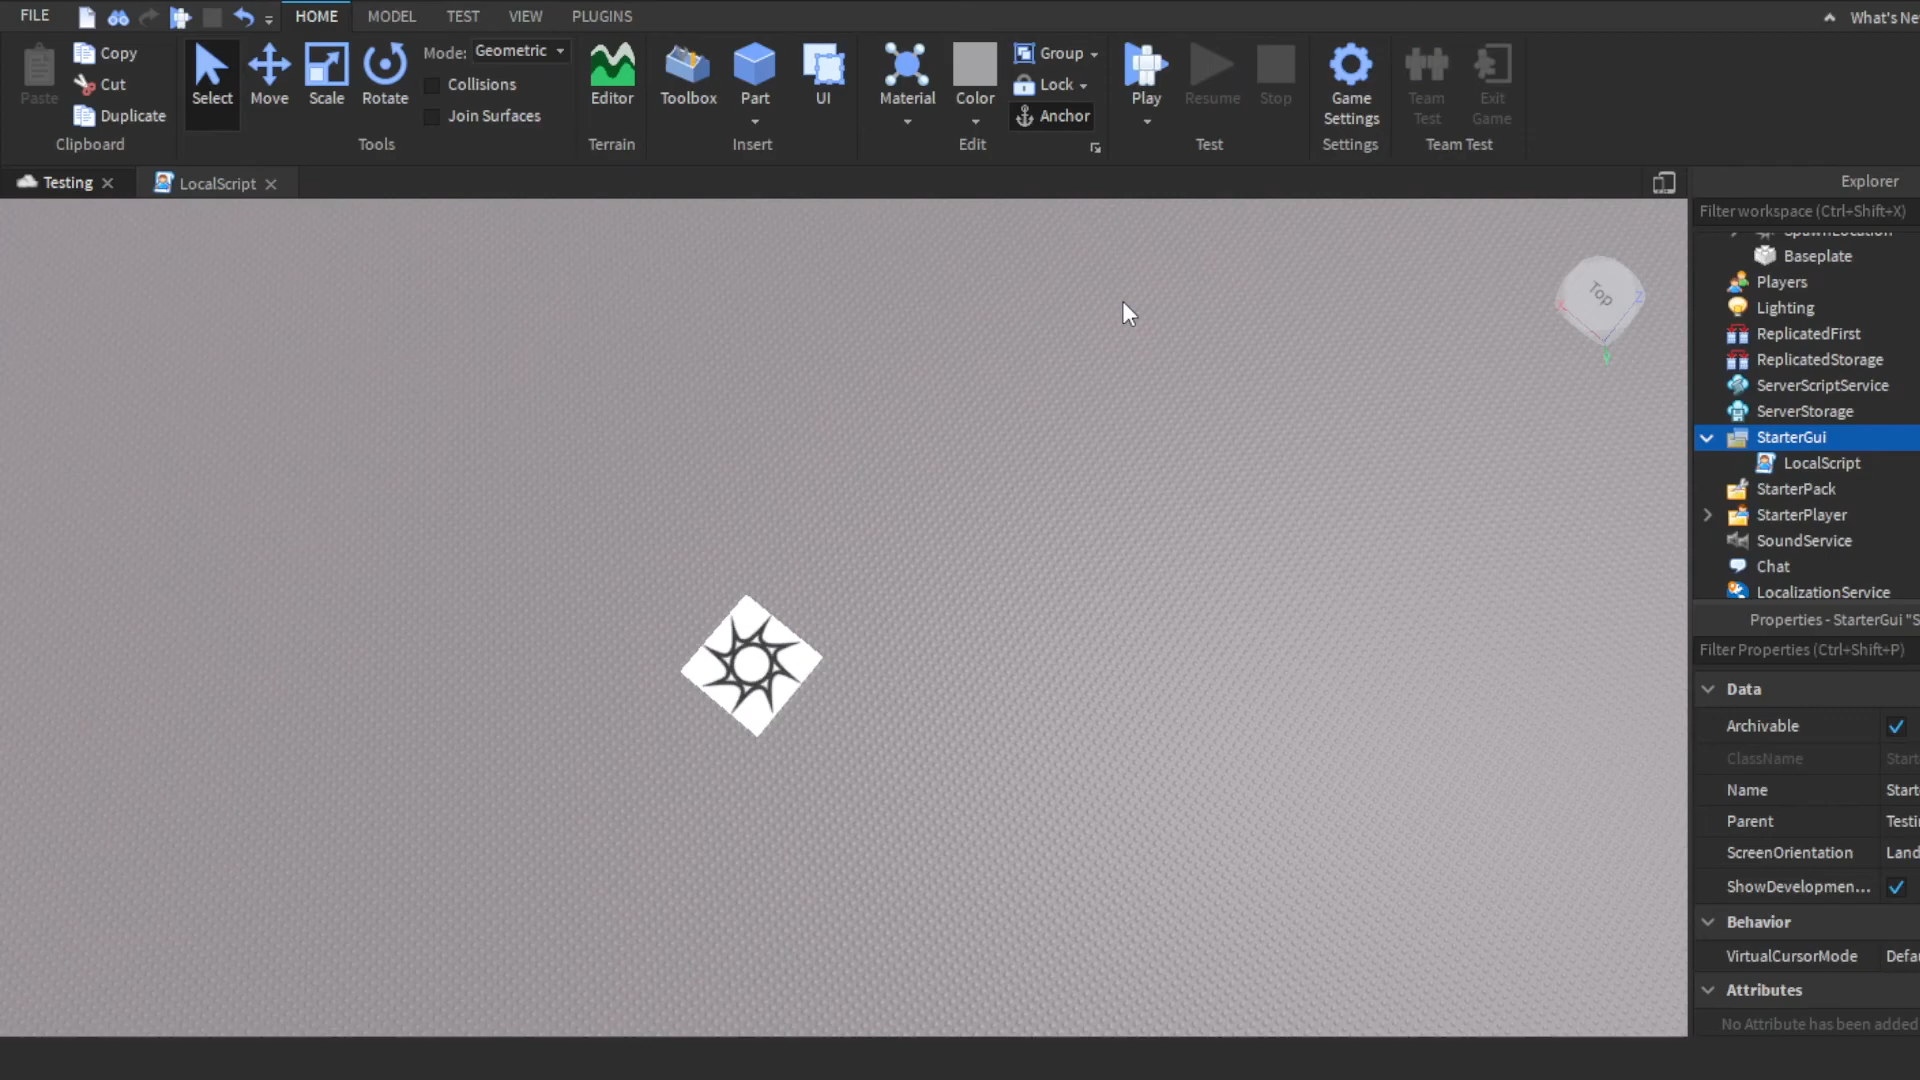 FILE HOME MODEL TEST VIEW PLUGINS What's Ne
Paste Copy Cut Duplicate Clipboard
Select Move Scale Rotate Mode: Geometric Collisions Join Surfaces Tools
Editor Terrain
Toolbox Part UI Insert
Material Color Group Lock Anchor Edit
Play Resume Stop Test
Game Settings Settings
Team Test Exit Game Team Test
Testing LocalScript
Top
X
Z
Y
Explorer
Filter workspace (Ctrl+Shift+X)
SpawnLocation
Baseplate
Players
Lighting
ReplicatedFirst
ReplicatedStorage
ServerScriptService
ServerStorage
StarterGui
LocalScript
StarterPack
StarterPlayer
SoundService
Chat
LocalizationService
Properties - StarterGui "S
Filter Properties (Ctrl+Shift+P)
Data
Archivable
ClassName Start
Name Start
Parent Testi
ScreenOrientation Land
ShowDevelopmen...
Behavior
VirtualCursorMode Defau
Attributes
No Attribute has been added